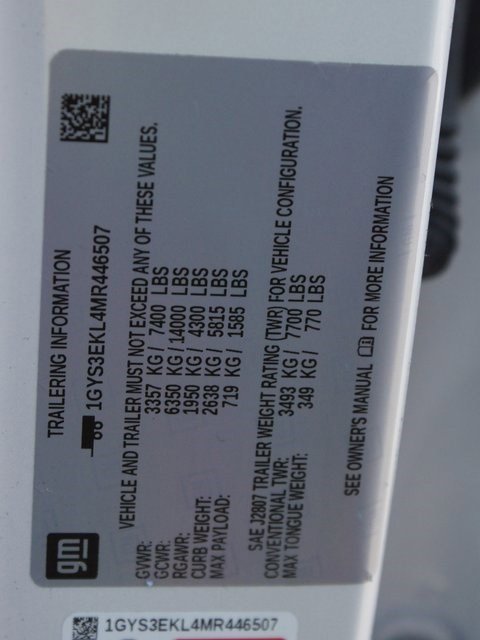 gm
TRAILERING INFORMATION
1GYS3EKL4MR446507
VEHICLE AND TRAILER MUST NOT EXCEED ANY OF THESE VALUES.
GVWR: 3357 KG / 7400 LBS
GCWR: 6350 KG / 14000 LBS
RGAWR: 1950 KG / 4300 LBS
CURB WEIGHT: 2638 KG / 5815 LBS
MAX PAYLOAD: 719 KG / 1585 LBS
SAE J2807 TRAILER WEIGHT RATING (TWR) FOR VEHICLE CONFIGURATION.
CONVENTIONAL TWR: 3493 KG / 7700 LBS
MAX TONGUE WEIGHT: 349 KG / 770 LBS
SEE OWNER'S MANUAL FOR MORE INFORMATION
1GYS3EKL4MR446507